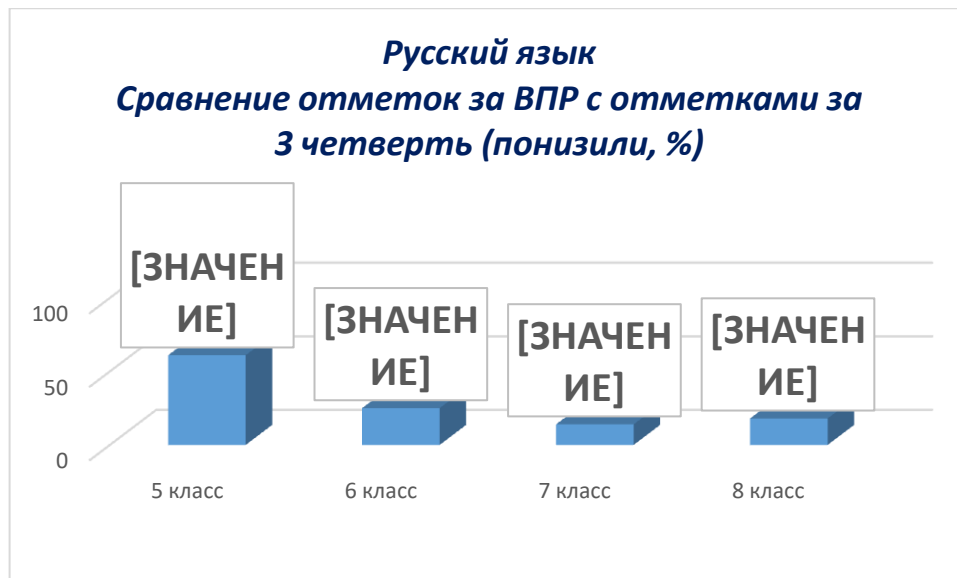 Русский язык
Сравнение отметок за ВПР с отметками за
3 четверть (понизили, %)
[ЗНАЧЕН
ИЕ]
[ЗНАЧЕН
ИЕ]
[ЗНАЧЕН
ИЕ]
[ЗНАЧЕН
ИЕ]
100
50
0
5 класс
6 класс
7 класс
8 класс